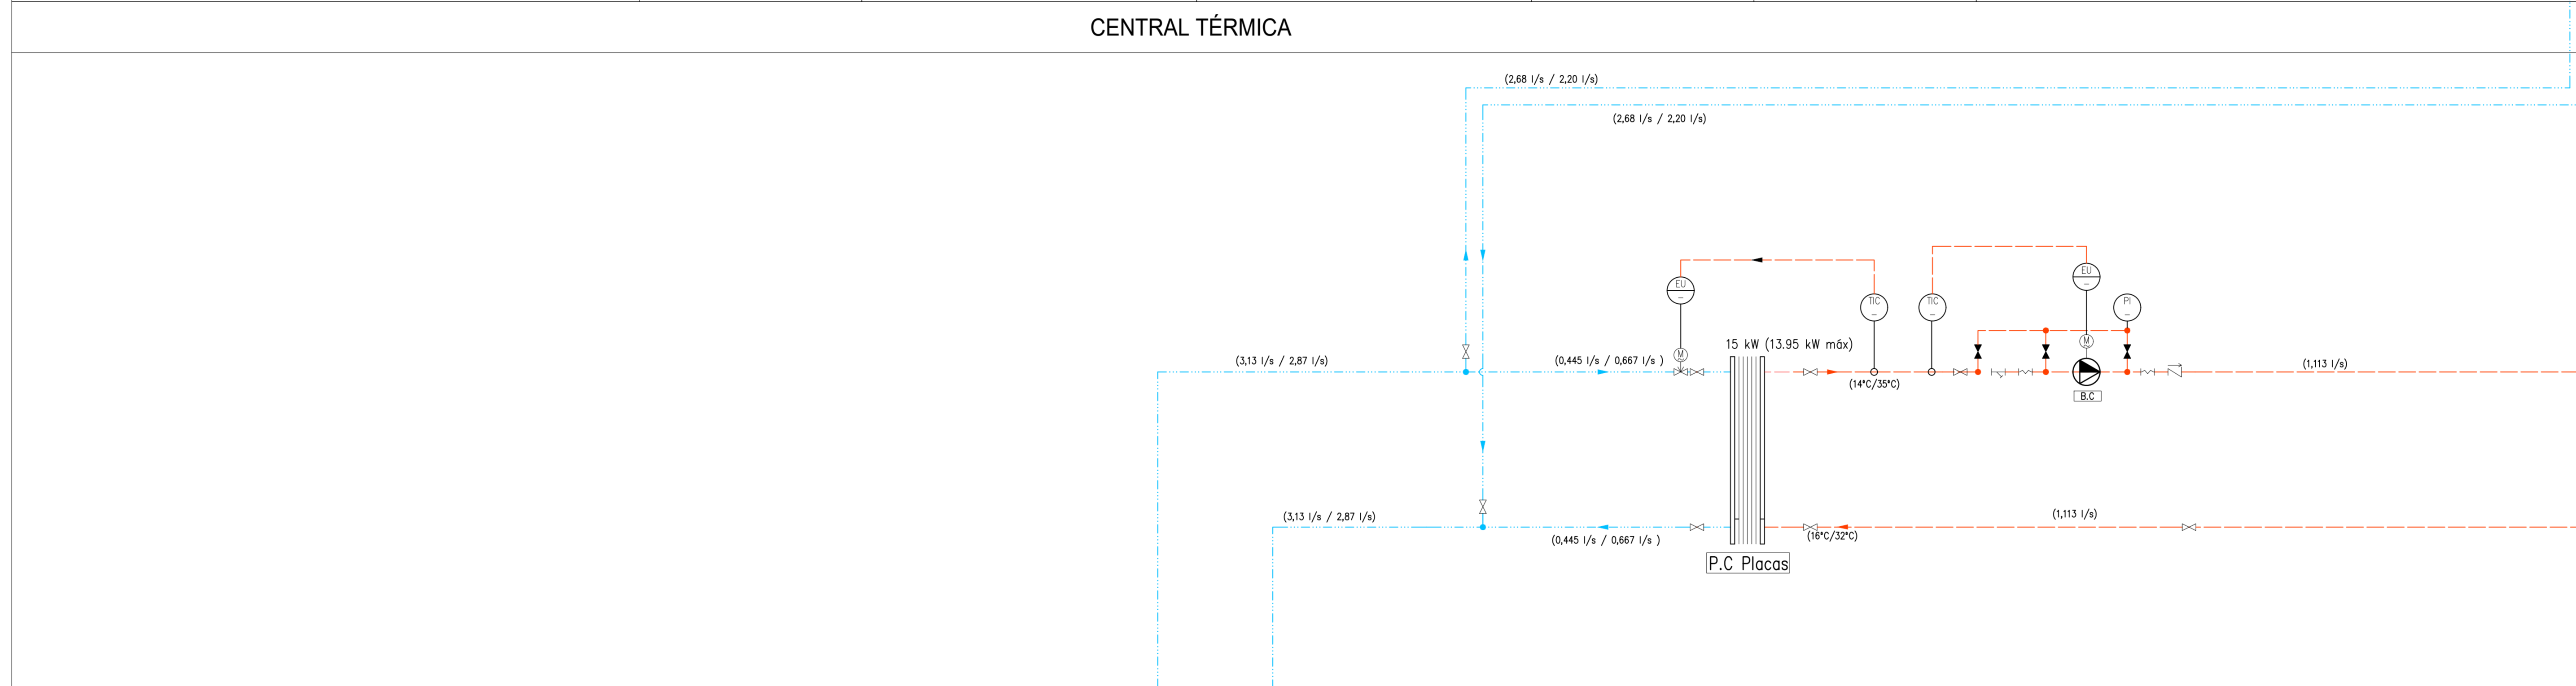 CENTRAL TÉRMICA
(2,68 l/s / 2,20 l/s)
(2,68 l/s / 2,20 l/s)
EU
–
TIC
–
TIC
–
EU
–
PI
–
M
M
15 kW (13.95 kW máx)
(3,13 l/s / 2,87 l/s)
(0,445 l/s / 0,667 l/s )
(1,113 l/s)
(14°C/35°C)
B.C
(3,13 l/s / 2,87 l/s)
(1,113 l/s)
(0,445 l/s / 0,667 l/s )
(16°C/32°C)
P.C Placas